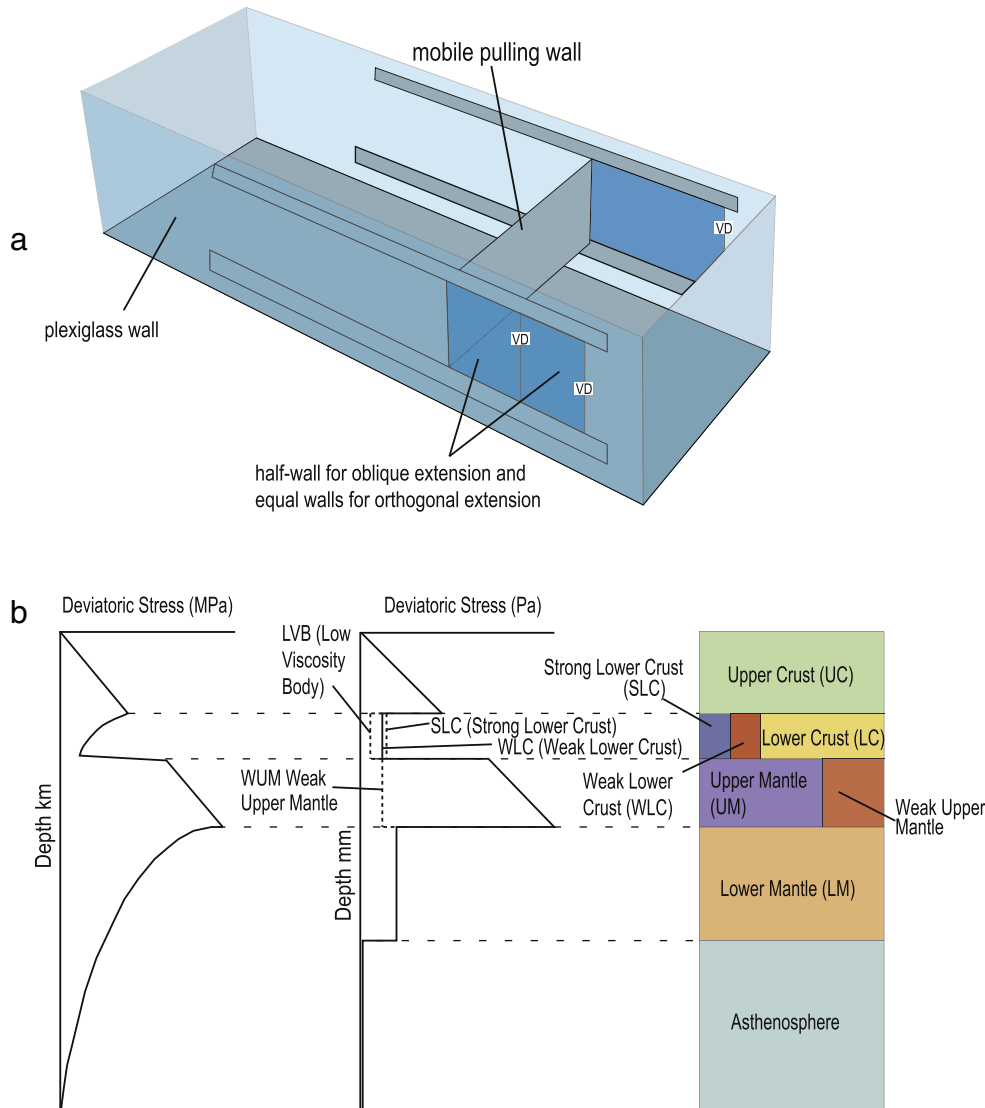 mobile pulling wall
VD
a
plexiglass wall
VD
VD
half-wall for oblique extension and
equal walls for orthogonal extension
b
Deviatoric Stress (MPa)
Deviatoric Stress (Pa)
LVB (Low
Viscosity
Body)
Strong Lower Crust
(SLC)
Upper Crust (UC)
SLC (Strong Lower Crust)
WLC (Weak Lower Crust)
Lower Crust (LC)
WUM Weak
Upper Mantle
Weak Lower
Crust (WLC)
Upper Mantle
(UM)
Weak Upper
Mantle
Depth km
Depth mm
Lower Mantle (LM)
Asthenosphere